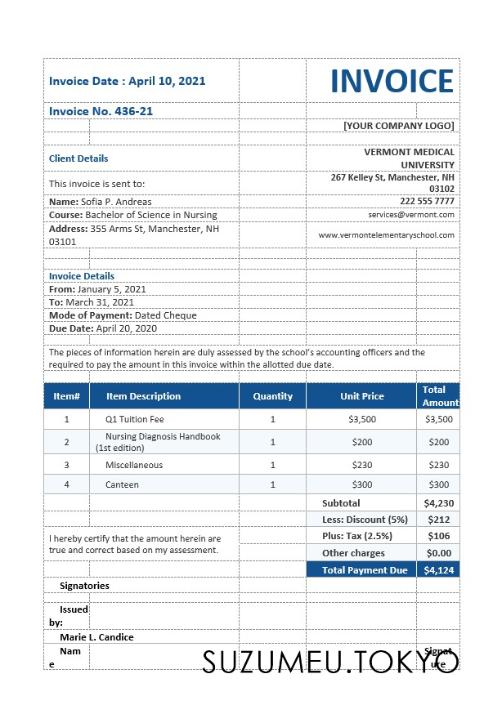 Invoice Date : April 10, 2021
INVOICE
Invoice No. 436-21
[YOUR COMPANY LOGO]
Client Details
VERMONT MEDICAL
UNIVERSITY
This invoice is sent to:
267 Kelley St, Manchester, NH
03102
Name: Sofia P. Andreas
222 555 7777
Course: Bachelor of Science in Nursing
services@vermont.com
Address: 355 Arms St, Manchester, NH
03101
www.vermontelementaryschool.com
Invoice Details
From: January 5, 2021
To: March 31, 2021
Mode of Payment: Dated Cheque
Due Date: April 20, 2020
The pieces of information herein are duly assessed by the school's accounting officers and the
required to pay the amount in this invoice within the allotted due date.
Item# Item Description Quantity Unit Price Total Amount
1 Q1 Tuition Fee 1 $3,500 $3,500
2 Nursing Diagnosis Handbook (1st edition) 1 $200 $200
3 Miscellaneous 1 $230 $230
4 Canteen 1 $300 $300
Subtotal $4,230
Less: Discount (5%) $212
I hereby certify that the amount herein are
true and correct based on my assessment.
Plus: Tax (2.5%) $106
Other charges $0.00
Total Payment Due $4,124
Signatories
Issued
by:
Marie L. Candice
Nam
e
Signat
ure
SUZUMEU.TOKYO